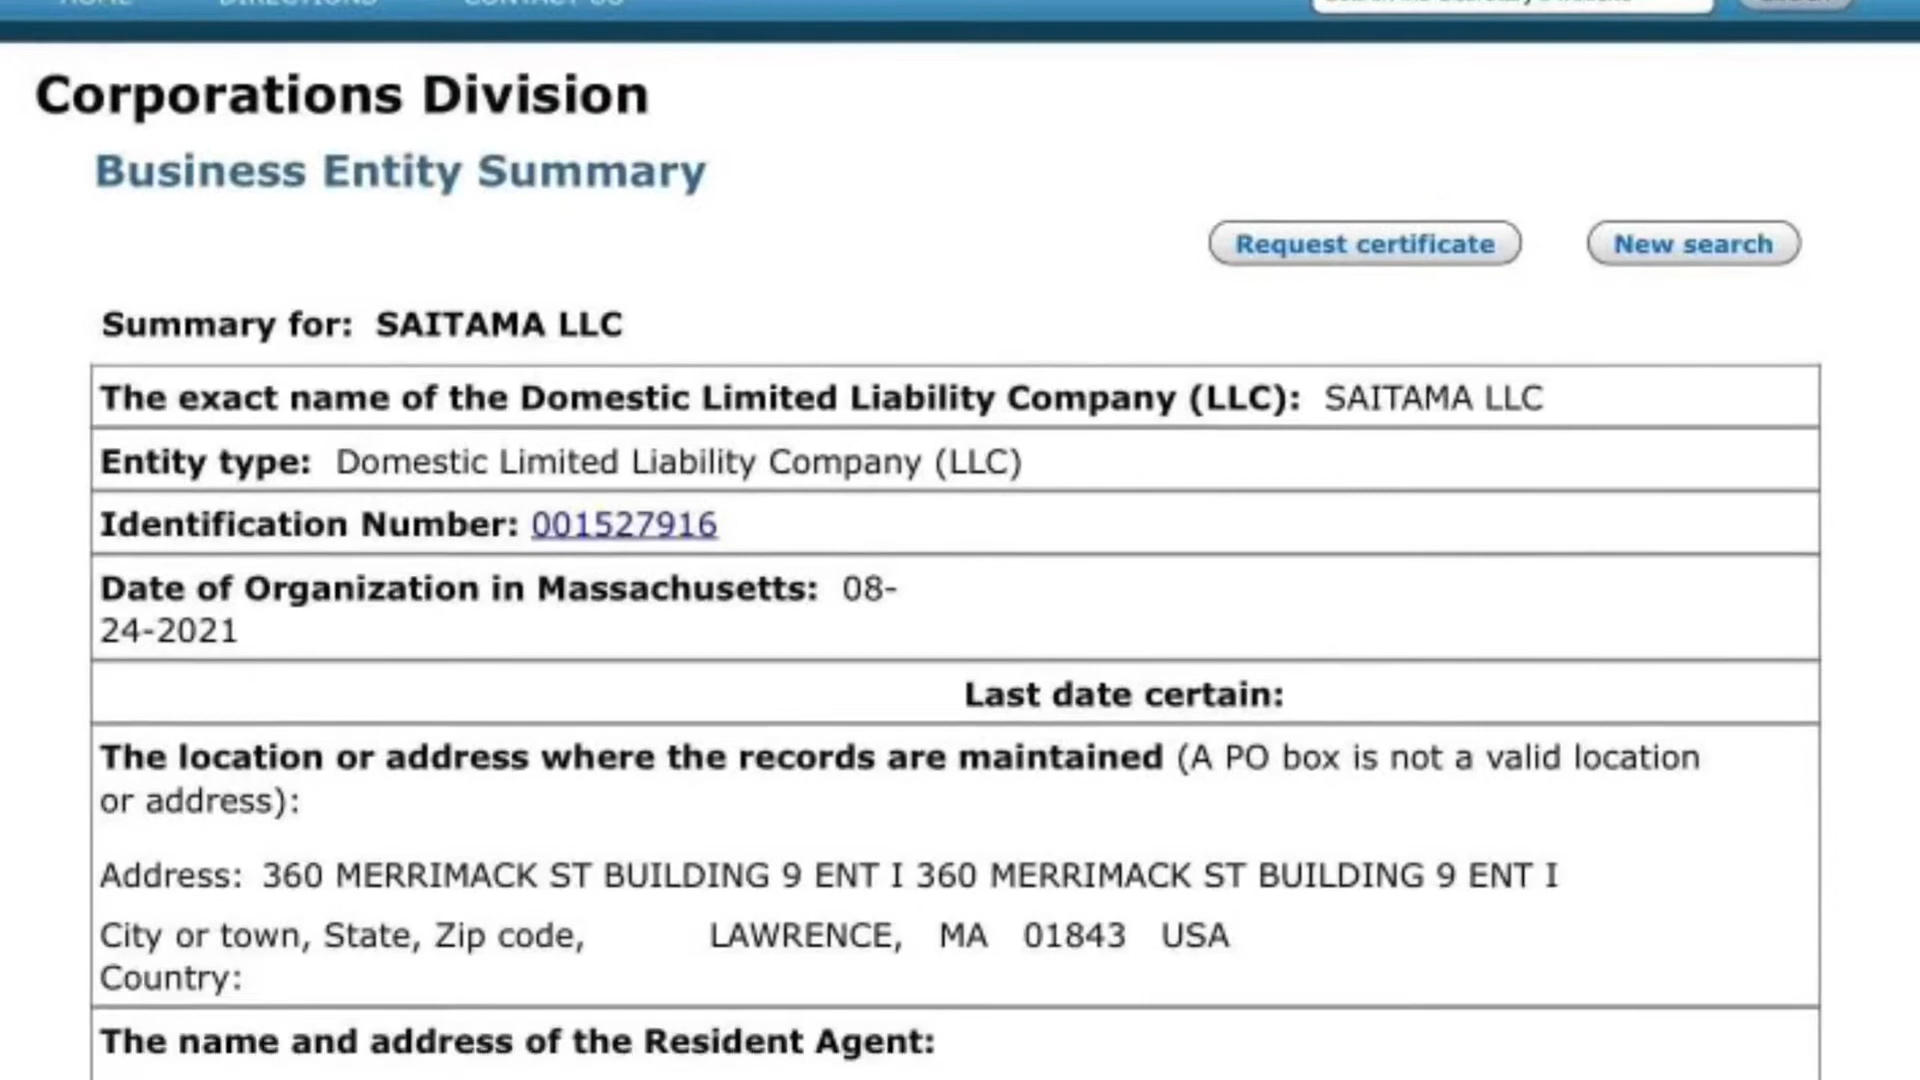 HOME DIRECTIONS CONTACT US
Corporations Division
Business Entity Summary
Request certificate New search
Summary for: SAITAMA LLC
The exact name of the Domestic Limited Liability Company (LLC): SAITAMA LLC
Entity type: Domestic Limited Liability Company (LLC)
Identification Number: 001527916
Date of Organization in Massachusetts: 08-
24-2021
Last date certain:
The location or address where the records are maintained (A PO box is not a valid location
or address):
Address: 360 MERRIMACK ST BUILDING 9 ENT I 360 MERRIMACK ST BUILDING 9 ENT I
City or town, State, Zip code, LAWRENCE, MA 01843 USA
Country:
The name and address of the Resident Agent: